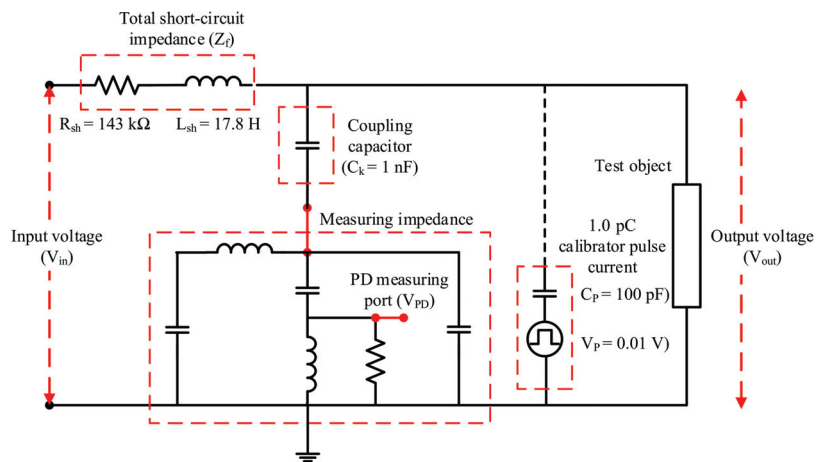 Total short-circuit
impedance (Zf)
Rsh = 143 kΩ
Lsh = 17.8 H
Coupling
capacitor
(Ck = 1 nF)
Test object
Measuring impedance
Input voltage
(Vin)
PD measuring
port (VPD)
1.0 pC
calibrator pulse
current
CP = 100 pF)
VP = 0.01 V)
Output voltage
(Vout)